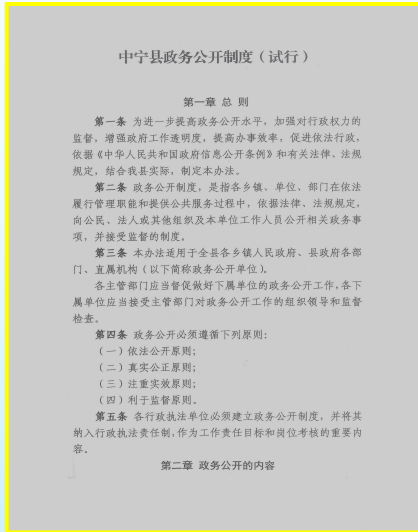 中宁县政务公开制度（试行）
第一章 总 则
第一条 为进一步提高政务公开水平，加强对行政权力的
监督，增强政府工作透明度，提高办事效率，促进依法行政，
依据《中华人民共和国政府信息公开条例》和有关法律、法规
规定，结合我县实际，制定本办法。
第二条 政务公开制度，是指各乡镇、单位、部门在依法
履行管理职能和提供公共服务过程中，依据法律、法规规定，
向公民、法人或其他组织及本单位工作人员公开相关政务事
项，并接受监督的制度。
第三条 本办法适用于全县各乡镇人民政府、县政府各部
门、直属机构（以下简称政务公开单位）。
各主管部门应当督促做好下属单位的政务公开工作，各下
属单位应当接受主管部门对政务公开工作的组织领导和监督
检查。
第四条 政务公开必须遵循下列原则：
（一）依法公开原则；
（二）真实公正原则；
（三）注重实效原则；
（四）利于监督原则。
第五条 各行政执法单位必须建立政务公开制度，并将其
纳入行政执法责任制，作为工作责任目标和岗位考核的重要内
容。
第二章 政务公开的内容